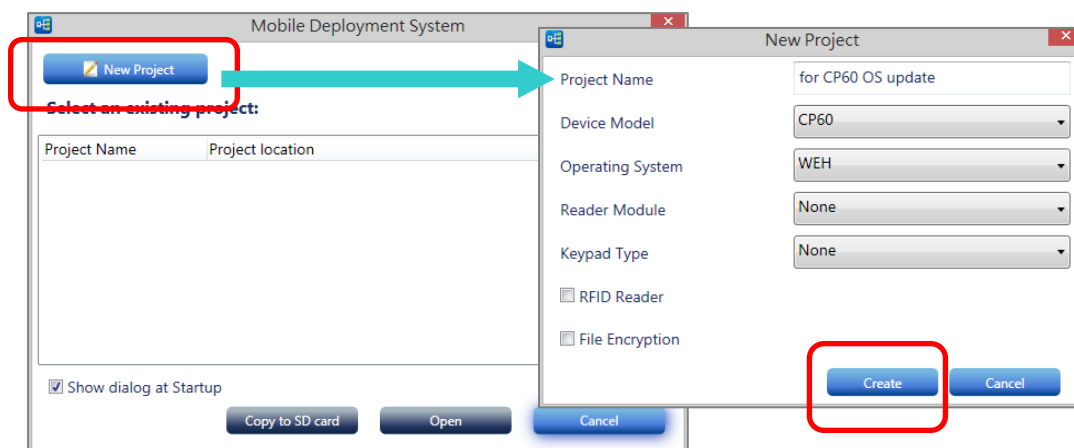 Mobile Deployment System
New Project
Select an existing project:
Project Name Project location
Show dialog at Startup
Copy to SD card Open Cancel
New Project
Project Name for CP60 OS update
Device Model CP60
Operating System WEH
Reader Module None
Keypad Type None
RFID Reader
File Encryption
Create Cancel